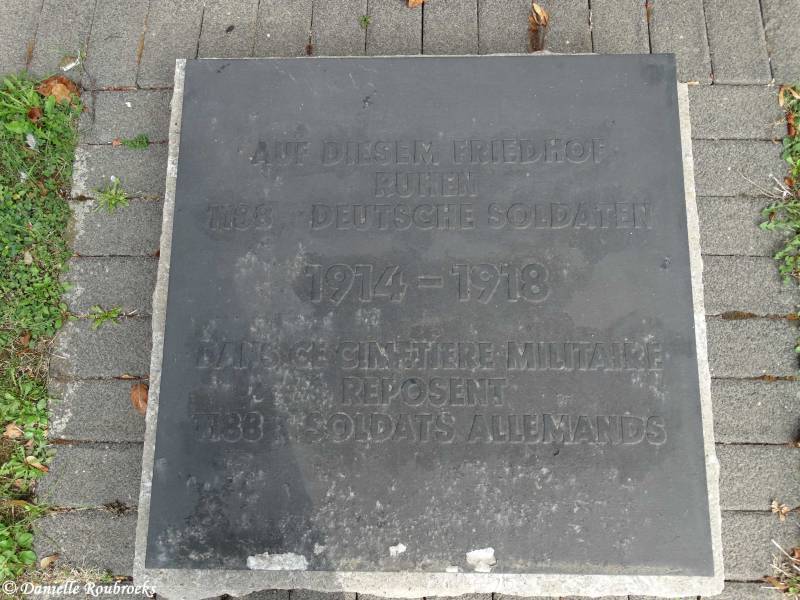 AUF DIESEM FRIEDHOF
RUHEN
1188 DEUTSCHE SOLDATEN
1914 - 1918
DANS CE CIMETIERE MILITAIRE
REPOSENT
1188 SOLDATS ALLEMANDS
© Danielle Roubroeks